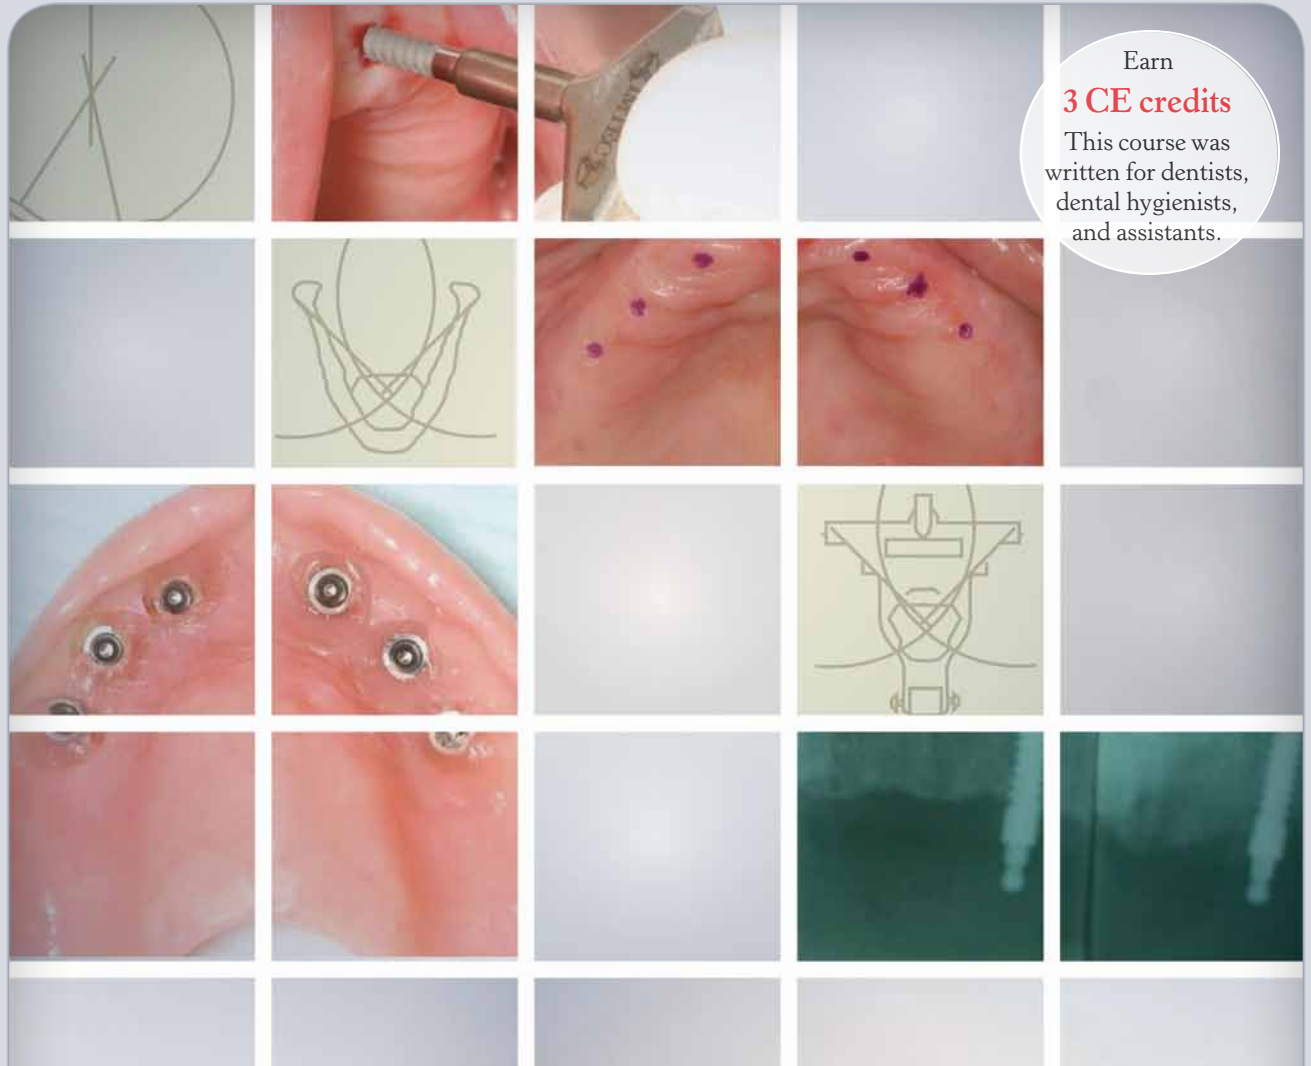 Earn
3 CE credits
This course was
written for dentists,
dental hygienists,
and assistants.